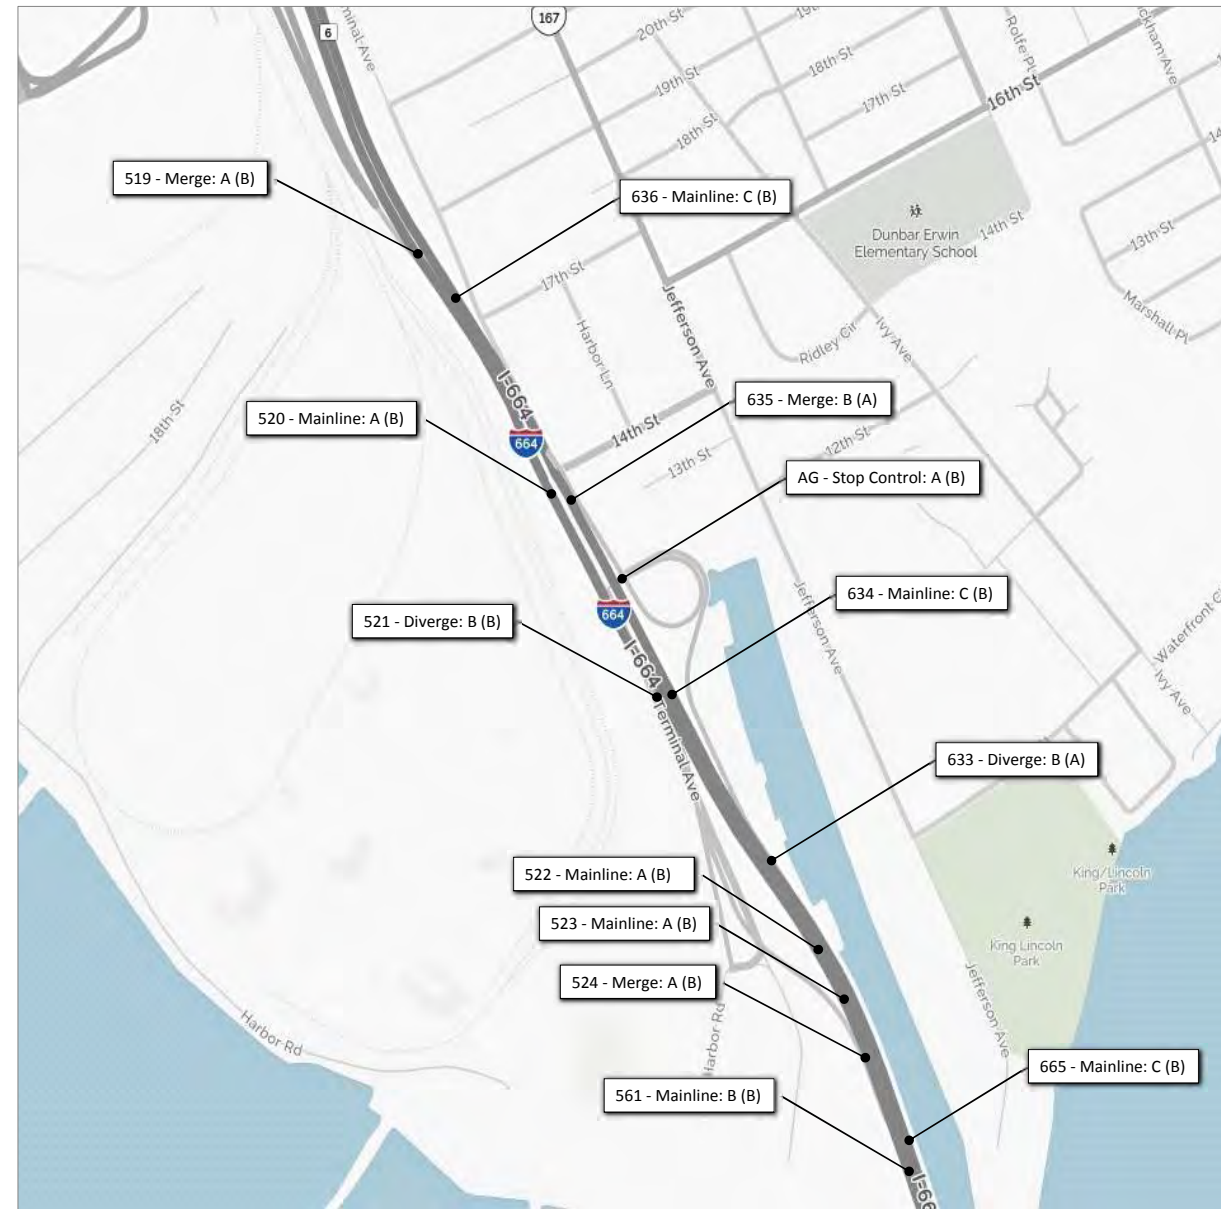 6
minal Ave
167
20th St
19th St
18th St
18th St
17th St
16th St
Rolfe Pl
ckham Ave
519 - Merge: A (B)
636 - Mainline: C (B)
Dunbar Erwin
Elementary School
14th St
13th St
Marshall Pl
17th St
Harbor Ln
Jefferson Ave
Ridley Cir
Ivy Ave
I-664
664
520 - Mainline: A (B)
635 - Merge: B (A)
18th St
14th St
13th St
12th St
AG - Stop Control: A (B)
634 - Mainline: C (B)
521 - Diverge: B (B)
664
I-664
Terminal Ave
Jefferson Ave
Waterfront C
Ivy Ave
633 - Diverge: B (A)
522 - Mainline: A (B)
523 - Mainline: A (B)
524 - Merge: A (B)
King/Lincoln
Park
King Lincoln
Park
Jefferson Ave
Harbor Rd
Harbor Rd
561 - Mainline: B (B)
665 - Mainline: C (B)
I-66